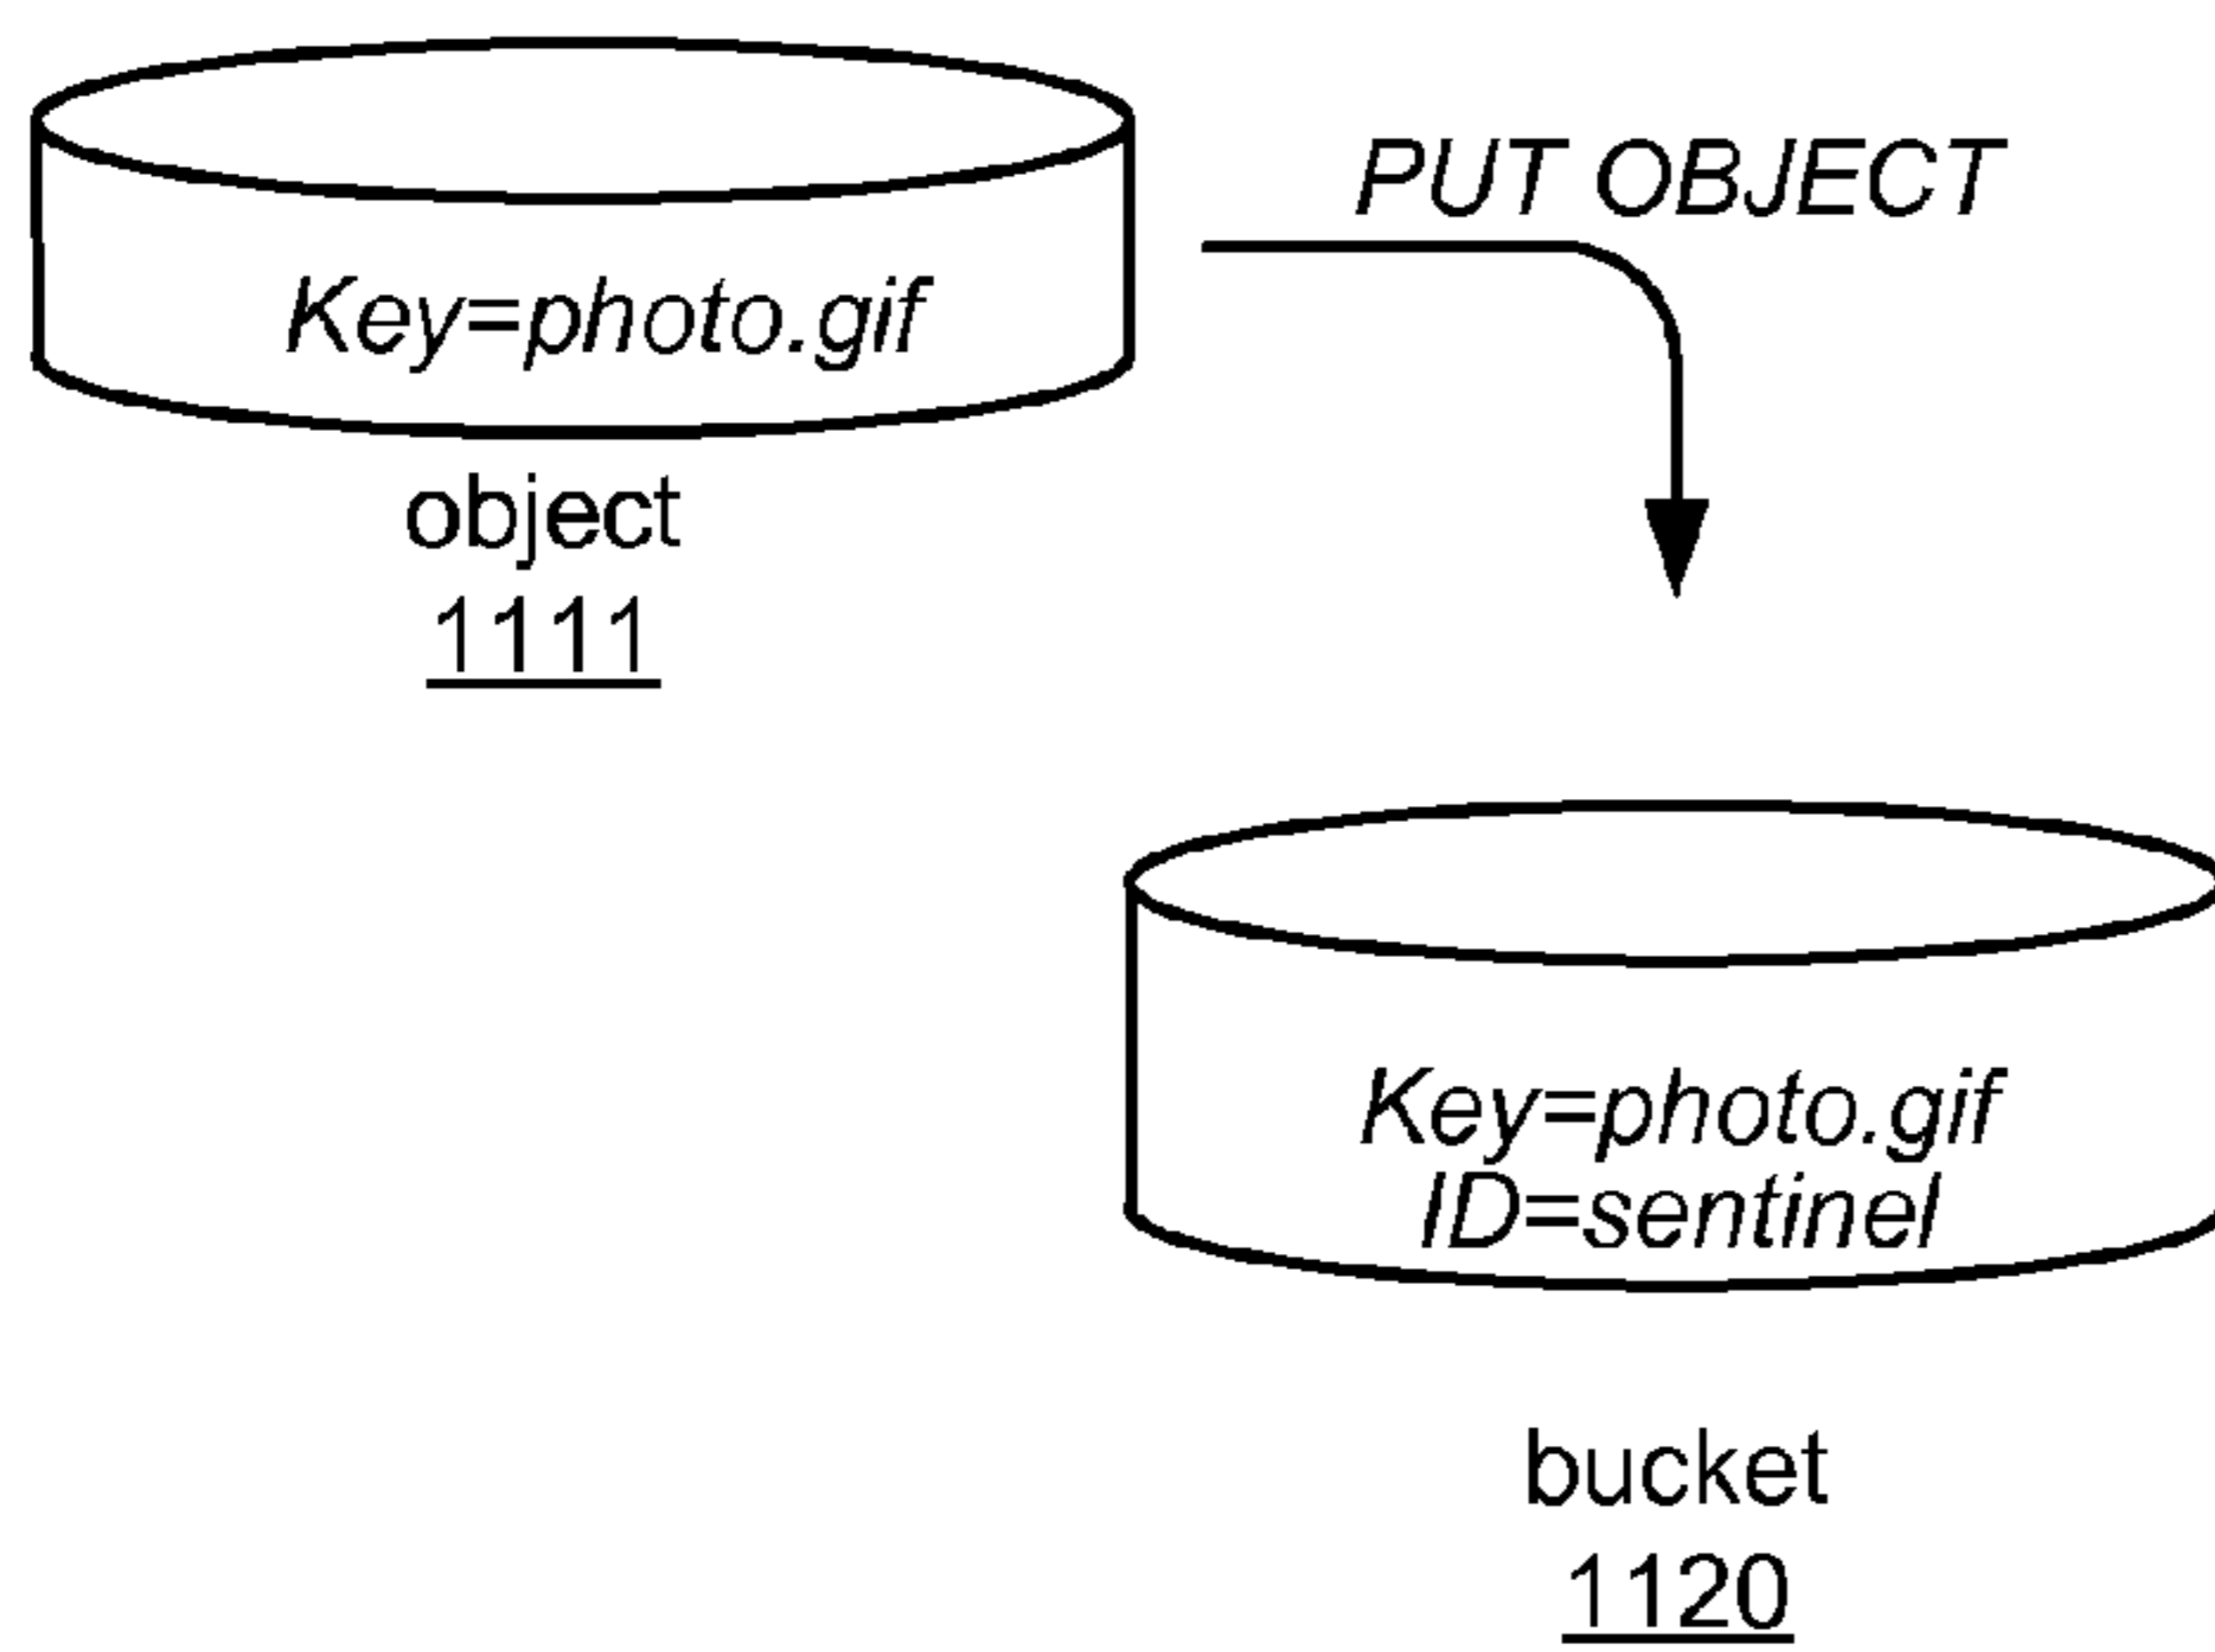 PUT OBJECT
Key=photo.gif
object
1111
Key=photo.gif
ID=sentinel
bucket
1120